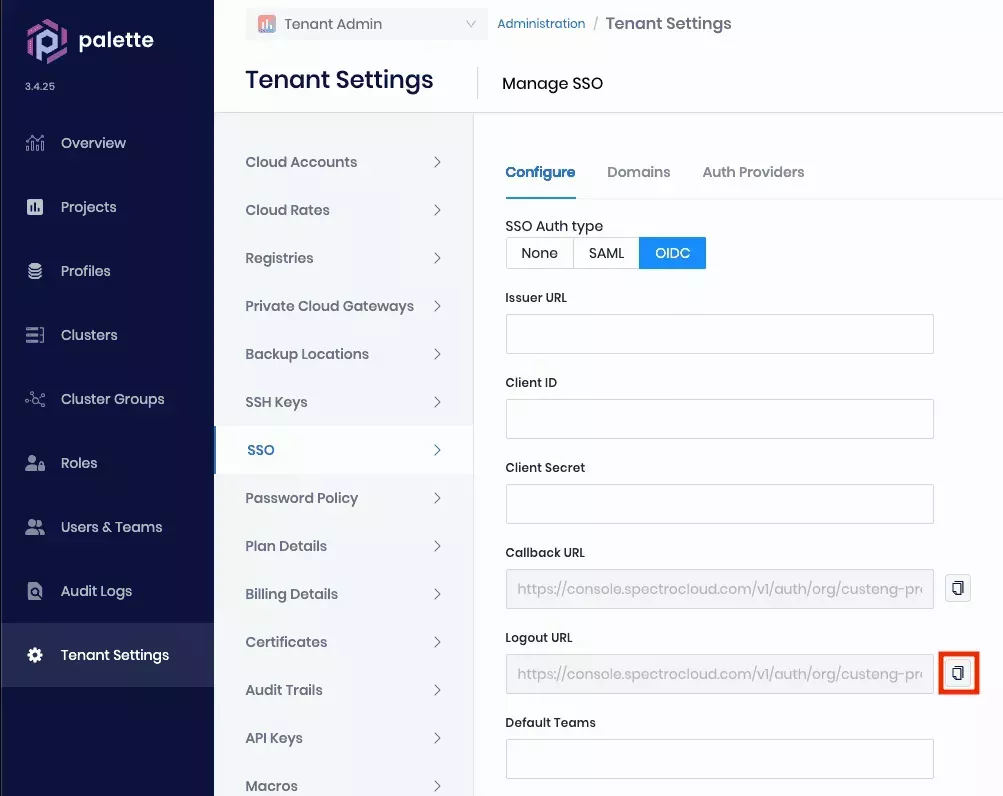 palette
3.4.25
Overview
Projects
Profiles
Clusters
Cluster Groups
Roles
Users & Teams
Audit Logs
Tenant Settings
Tenant Admin
Administration / Tenant Settings
Tenant Settings
Manage SSO
Cloud Accounts
Cloud Rates
Registries
Private Cloud Gateways
Backup Locations
SSH Keys
SSO
Password Policy
Plan Details
Billing Details
Certificates
Audit Trails
API Keys
Macros
Configure Domains Auth Providers
SSO Auth type
None SAML OIDC
Issuer URL
Client ID
Client Secret
Callback URL
https://console.spectrocloud.com/v1/auth/org/custeng-pr
Logout URL
https://console.spectrocloud.com/v1/auth/org/custeng-pr
Default Teams